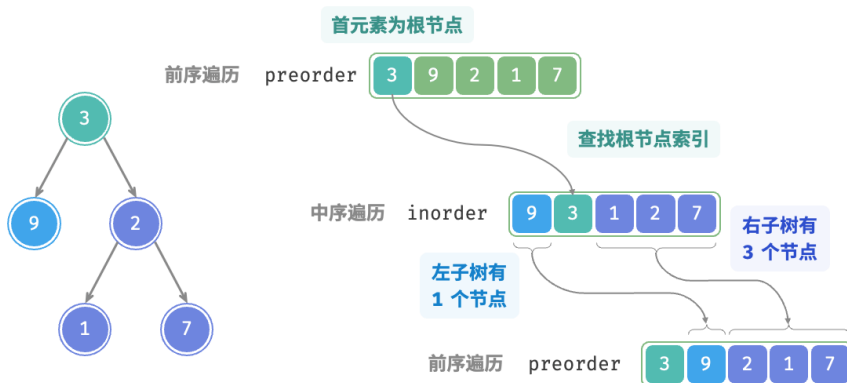 首元素为根节点
前序遍历 preorder 3 9 2 1 7
3
查找根节点索引
9 2
中序遍历 inorder 9 3 1 2 7
右子树有
3 个节点
左子树有
1 个节点
1 7
前序遍历 preorder 3 9 2 1 7